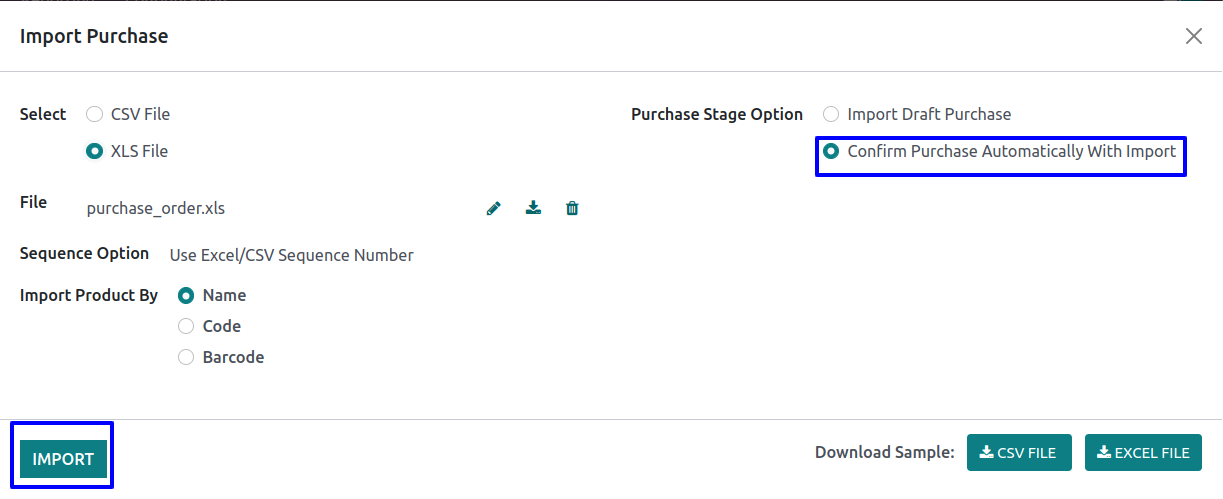 Import Purchase
Select
CSV File
XLS File
Purchase Stage Option
Import Draft Purchase
Confirm Purchase Automatically With Import
File
purchase_order.xls
Sequence Option
Use Excel/CSV Sequence Number
Import Product By
Name
Code
Barcode
IMPORT
Download Sample:
CSV FILE
EXCEL FILE